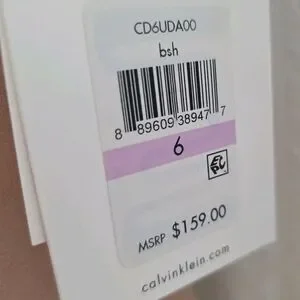 CD6UDA00
bsh
8 89609 38947 7
6
MSRP $159.00
calvinklein.com